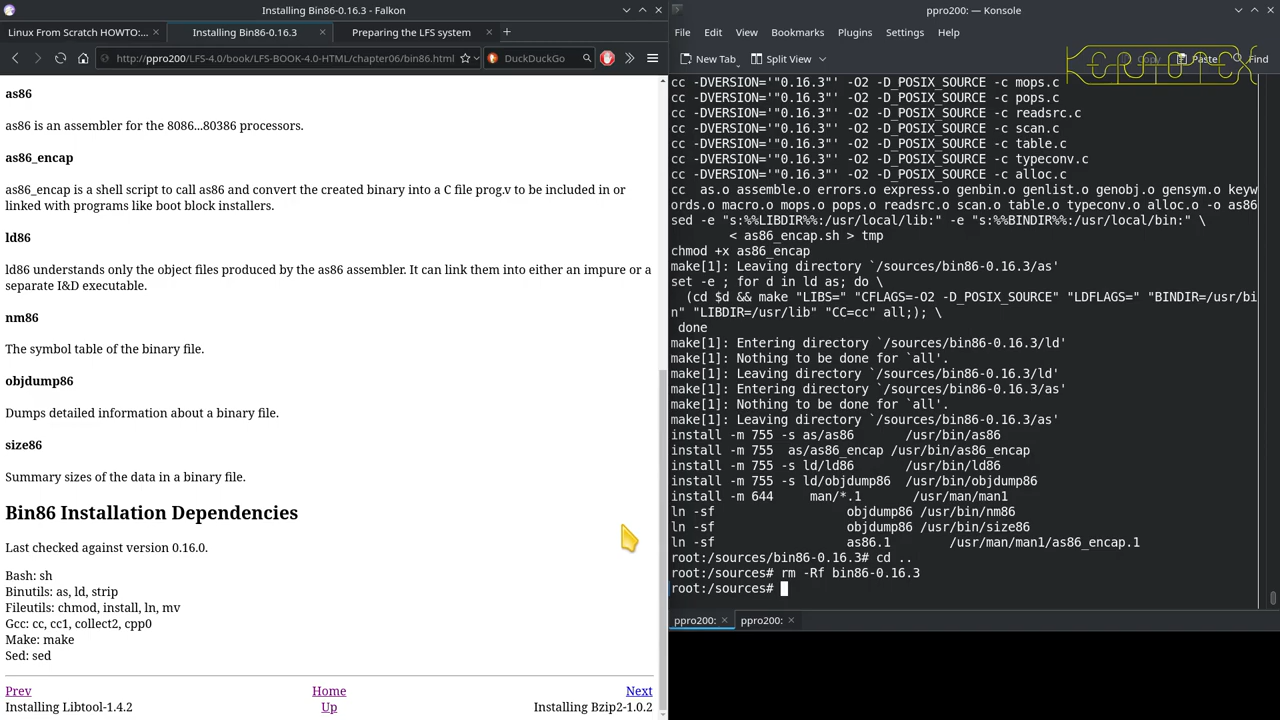 Installing Bin86-0.16.3 - Falkon
Linux From Scratch HOWTO:...
Installing Bin86-0.16.3
Preparing the LFS system
http://ppro200/LFS-4.0/book/LFS-BOOK-4.0-HTML/chapter06/bin86.html
DuckDuckGo
as86
as86 is an assembler for the 8086...80386 processors.
as86_encap
as86_encap is a shell script to call as86 and convert the created binary into a C file prog.v to be included in or
linked with programs like boot block installers.
ld86
ld86 understands only the object files produced by the as86 assembler. It can link them into either an impure or a
separate I&D executable.
nm86
The symbol table of the binary file.
objdump86
Dumps detailed information about a binary file.
size86
Summary sizes of the data in a binary file.
Bin86 Installation Dependencies
Last checked against version 0.16.0.
Bash: sh
Binutils: as, ld, strip
Fileutils: chmod, install, ln, mv
Gcc: cc, cc1, collect2, cpp0
Make: make
Sed: sed
Prev Home Next
Installing Libtool-1.4.2 Up Installing Bzip2-1.0.2
ppro200: — Konsole
File Edit View Bookmarks Plugins Settings Help
New Tab Split View Copy Paste Find
cc -DVERSION='"0.16.3"' -O2 -D_POSIX_SOURCE -c mops.c
cc -DVERSION='"0.16.3"' -O2 -D_POSIX_SOURCE -c pops.c
cc -DVERSION='"0.16.3"' -O2 -D_POSIX_SOURCE -c readsrc.c
cc -DVERSION='"0.16.3"' -O2 -D_POSIX_SOURCE -c scan.c
cc -DVERSION='"0.16.3"' -O2 -D_POSIX_SOURCE -c table.c
cc -DVERSION='"0.16.3"' -O2 -D_POSIX_SOURCE -c typeconv.c
cc -DVERSION='"0.16.3"' -O2 -D_POSIX_SOURCE -c alloc.c
cc  as.o assemble.o errors.o express.o genbin.o genlist.o genobj.o gensym.o keyw
ords.o macro.o mops.o pops.o readsrc.o scan.o table.o typeconv.o alloc.o -o as86
sed -e "s:%%LIBDIR%%:/usr/local/lib:" -e "s:%%BINDIR%%:/usr/local/bin:" \
< as86_encap.sh > tmp
chmod +x as86_encap
make[1]: Leaving directory `/sources/bin86-0.16.3/as'
set -e ; for d in ld as; do \
(cd $d && make "LIBS=" "CFLAGS=-O2 -D_POSIX_SOURCE" "LDFLAGS=" "BINDIR=/usr/bi
n" "LIBDIR=/usr/lib" "CC=cc" all;); \
done
make[1]: Entering directory `/sources/bin86-0.16.3/ld'
make[1]: Nothing to be done for `all'.
make[1]: Leaving directory `/sources/bin86-0.16.3/ld'
make[1]: Entering directory `/sources/bin86-0.16.3/as'
make[1]: Nothing to be done for `all'.
make[1]: Leaving directory `/sources/bin86-0.16.3/as'
install -m 755 -s as/as86 /usr/bin/as86
install -m 755  as/as86_encap /usr/bin/as86_encap
install -m 755 -s ld/ld86 /usr/bin/ld86
install -m 755 -s ld/objdump86 /usr/bin/objdump86
install -m 644 man/*.1 /usr/man/man1
ln -sf objdump86 /usr/bin/nm86
ln -sf objdump86 /usr/bin/size86
ln -sf as86.1 /usr/man/man1/as86_encap.1
root:/sources/bin86-0.16.3# cd ..
root:/sources# rm -Rf bin86-0.16.3
root:/sources#
ppro200: ppro200: